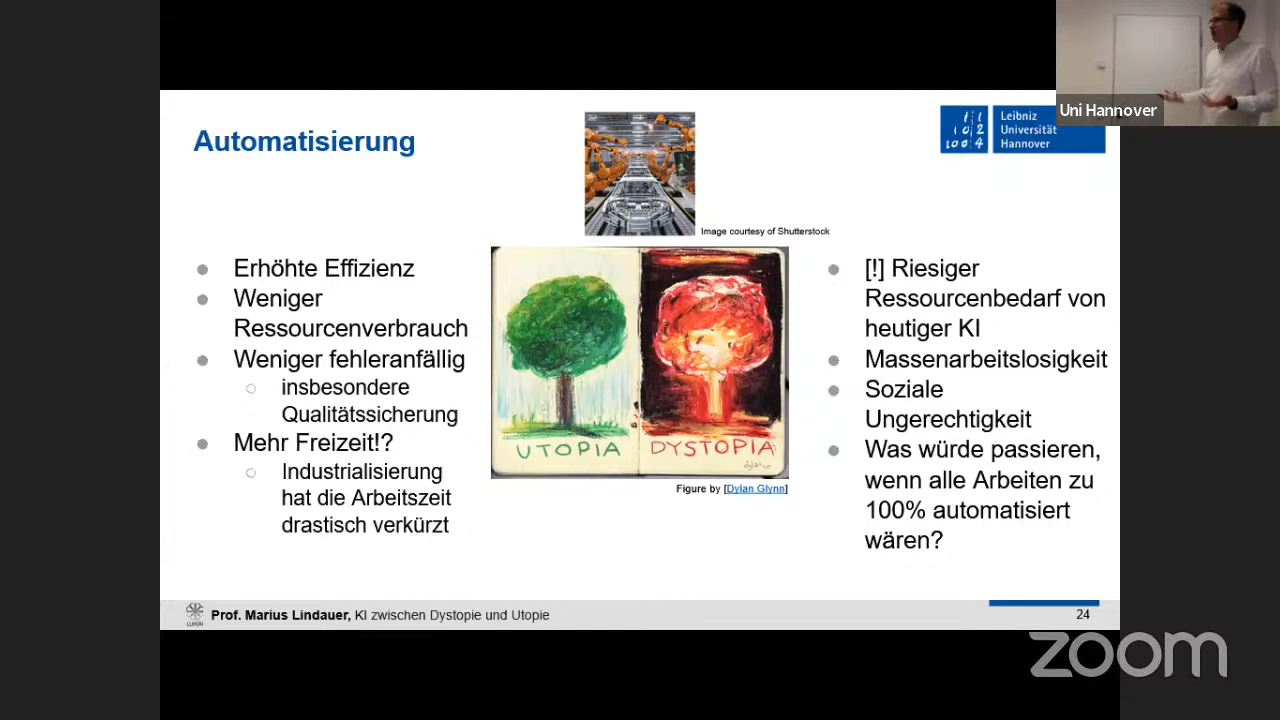 Uni Hannover
Automatisierung
Leibniz
Universität
Hannover
Image courtesy of Shutterstock
Erhöhte Effizienz
Weniger
Ressourcenverbrauch
Weniger fehleranfällig
insbesondere
Qualitätssicherung
Mehr Freizeit!?
Industrialisierung
hat die Arbeitszeit
drastisch verkürzt
UTOPIA
DYSTOPIA
Figure by [Dylan Glynn]
[!] Riesiger
Ressourcenbedarf von
heutiger KI
Massenarbeitslosigkeit
Soziale
Ungerechtigkeit
Was würde passieren,
wenn alle Arbeiten zu
100% automatisiert
wären?
Prof. Marius Lindauer, KI zwischen Dystopie und Utopie
24
zoom